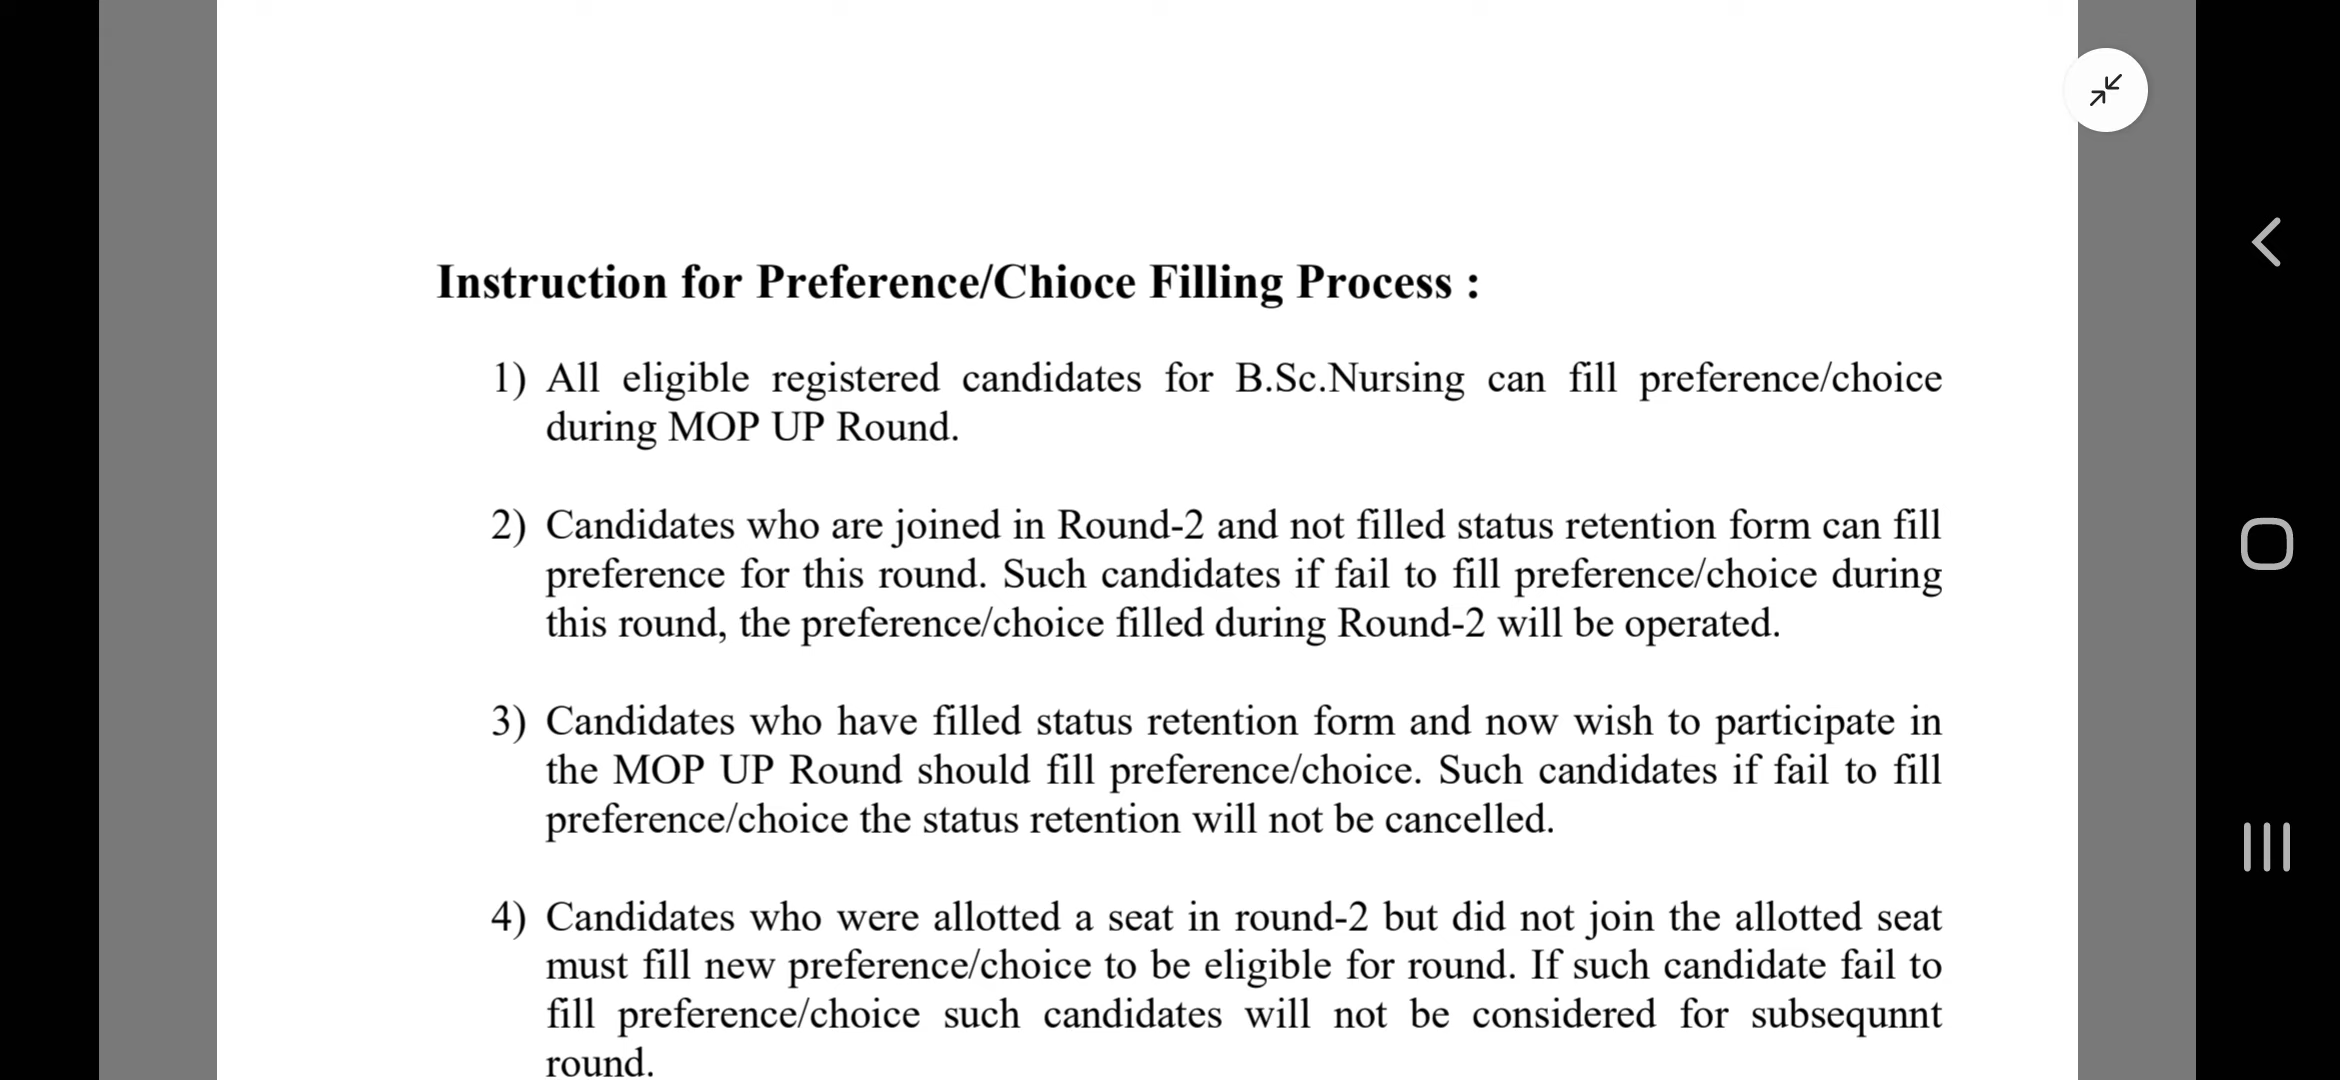 Instruction for Preference/Chioce Filling Process :
1) All eligible registered candidates for B.Sc.Nursing can fill preference/choice
during MOP UP Round.
2) Candidates who are joined in Round-2 and not filled status retention form can fill
preference for this round. Such candidates if fail to fill preference/choice during
this round, the preference/choice filled during Round-2 will be operated.
3) Candidates who have filled status retention form and now wish to participate in
the MOP UP Round should fill preference/choice. Such candidates if fail to fill
preference/choice the status retention will not be cancelled.
4) Candidates who were allotted a seat in round-2 but did not join the allotted seat
must fill new preference/choice to be eligible for round. If such candidate fail to
fill preference/choice such candidates will not be considered for subsequnnt
round.